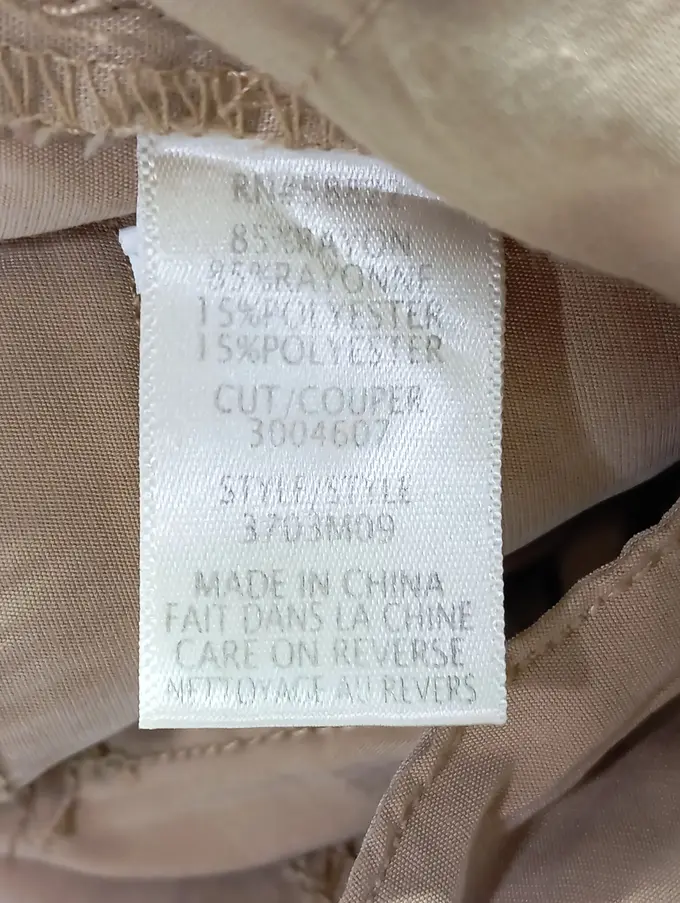 85%RAYON
85%RAYONNE
15%POLYESTER
15%POLYESTER
CUT/COUPER
3004607
STYLE/STYLE
3703M09
MADE IN CHINA
FAIT DANS LA CHINE
CARE ON REVERSE
NETTOYAGE AU REVERS